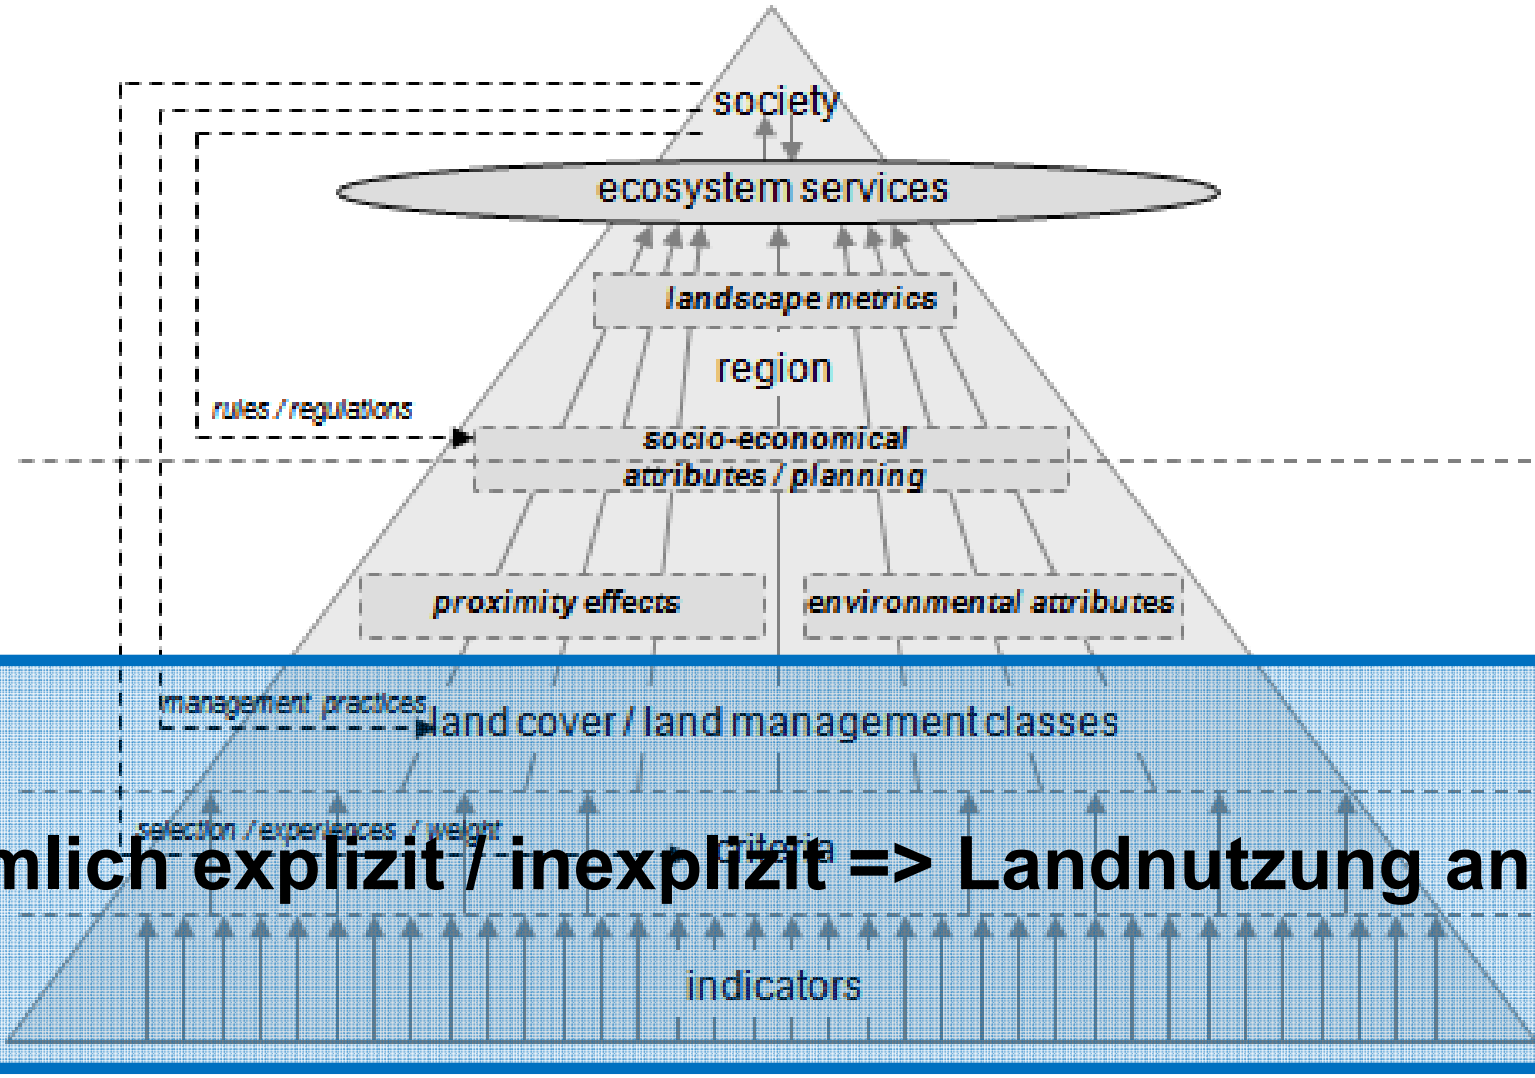 society
ecosystem services
landscape metrics
region
rules / regulations
socio-economical
attributes / planning
proximity effects
environmental attributes
management practices
land cover / land management classes
selection / experiences / weight
criteria
mlich explizit / inexplizit => Landnutzung an
indicators